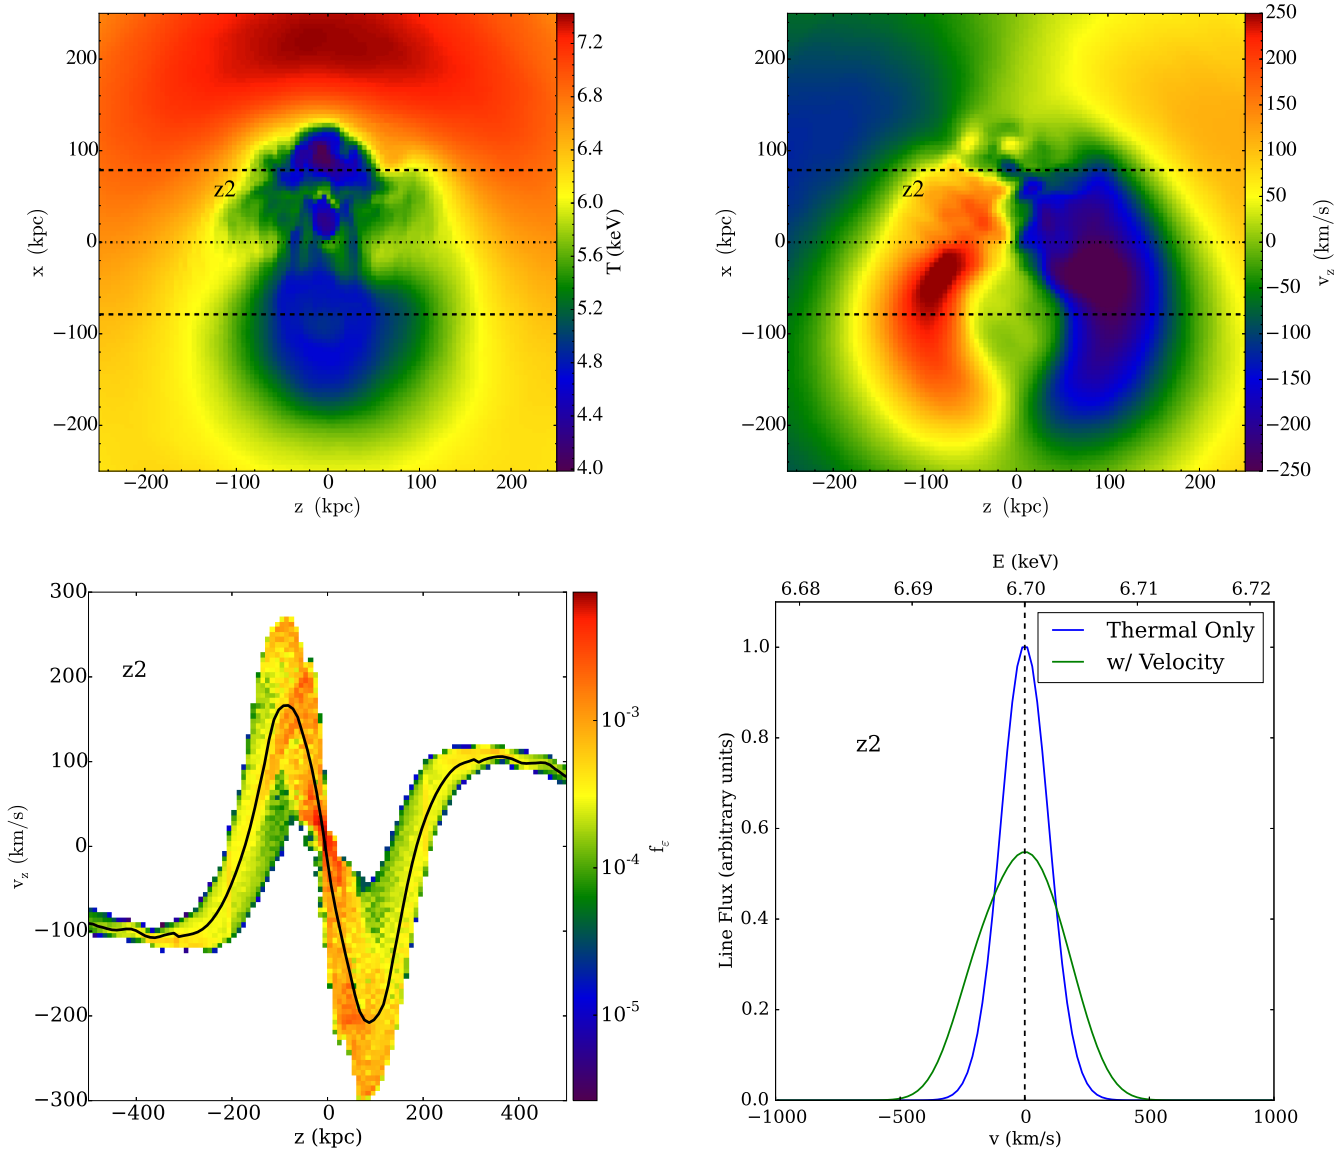 200
100
0
−100
−200
x (kpc)
−200 −100 0 100 200
z (kpc)
z2
7.2
6.8
6.4
6.0
5.6
5.2
4.8
4.4
4.0
T (keV)
200
100
0
−100
−200
x (kpc)
−200 −100 0 100 200
z (kpc)
z2
250
200
150
100
50
0
−50
−100
−150
−200
−250
v_z (km/s)
300
200
100
0
−100
−200
−300
v_z (km/s)
−400 −200 0 200 400
z (kpc)
z2
10^-3
10^-4
10^-5
f_ε
E (keV)
6.68 6.69 6.70 6.71 6.72
Thermal Only
w/ Velocity
z2
1.0
0.8
0.6
0.4
0.2
0.0
Line Flux (arbitrary units)
−1000 −500 0 500 1000
v (km/s)